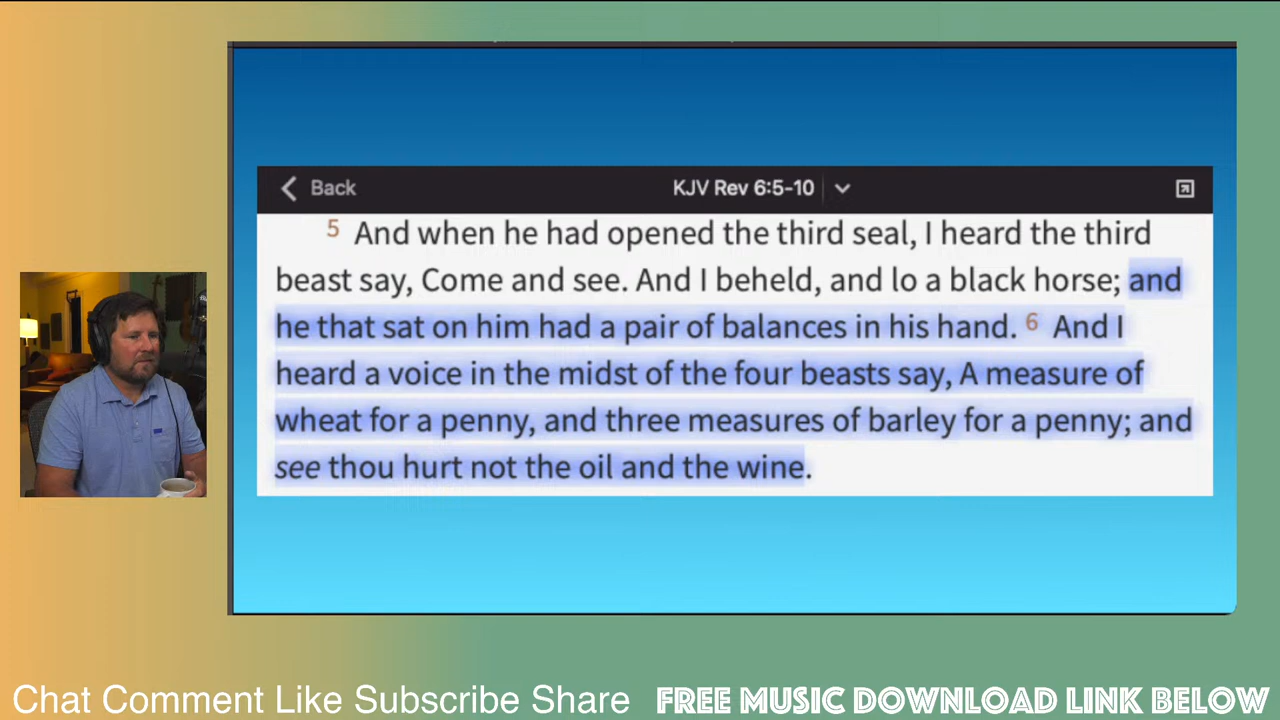 Back
KJV Rev 6:5-10
5 And when he had opened the third seal, I heard the third
beast say, Come and see. And I beheld, and lo a black horse; and
he that sat on him had a pair of balances in his hand. 6 And I
heard a voice in the midst of the four beasts say, A measure of
wheat for a penny, and three measures of barley for a penny; and
see thou hurt not the oil and the wine.
Chat Comment Like Subscribe Share
FREE MUSIC DOWNLOAD LINK BELOW